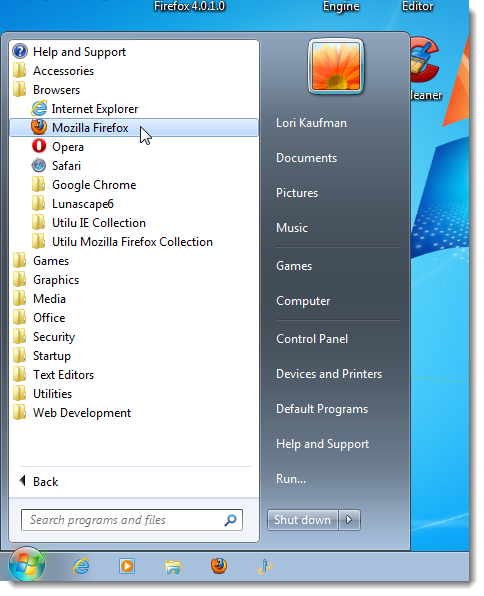 Firefox 4.0.1.0
Engine
Editor
Help and Support
Accessories
Browsers
Internet Explorer
Mozilla Firefox
Opera
Safari
Google Chrome
Lunascape6
Utilu IE Collection
Utilu Mozilla Firefox Collection
Games
Graphics
Media
Office
Security
Startup
Text Editors
Utilities
Web Development
Back
Search programs and files
Lori Kaufman
Documents
Pictures
Music
Games
Computer
Control Panel
Devices and Printers
Default Programs
Help and Support
Run...
Shut down